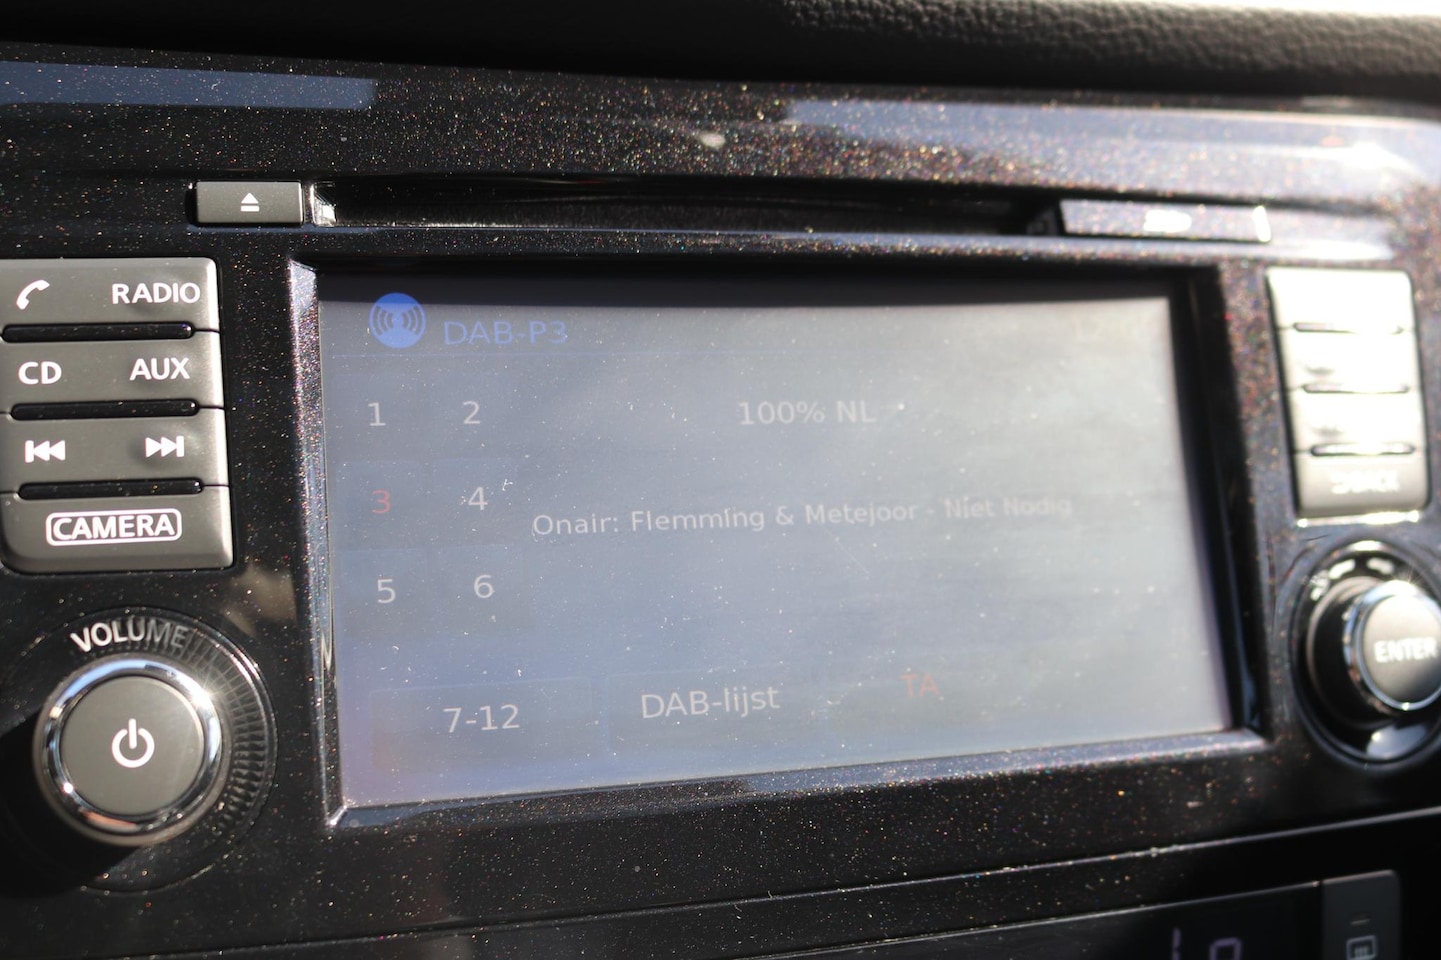 RADIO
CD AUX
CAMERA
VOLUME
DAB-P3
1 2
100% NL
3 4
Onair: Flemming & Metejoor - Niet Nodig
5 6
7-12
DAB-lijst
TA
ENTER